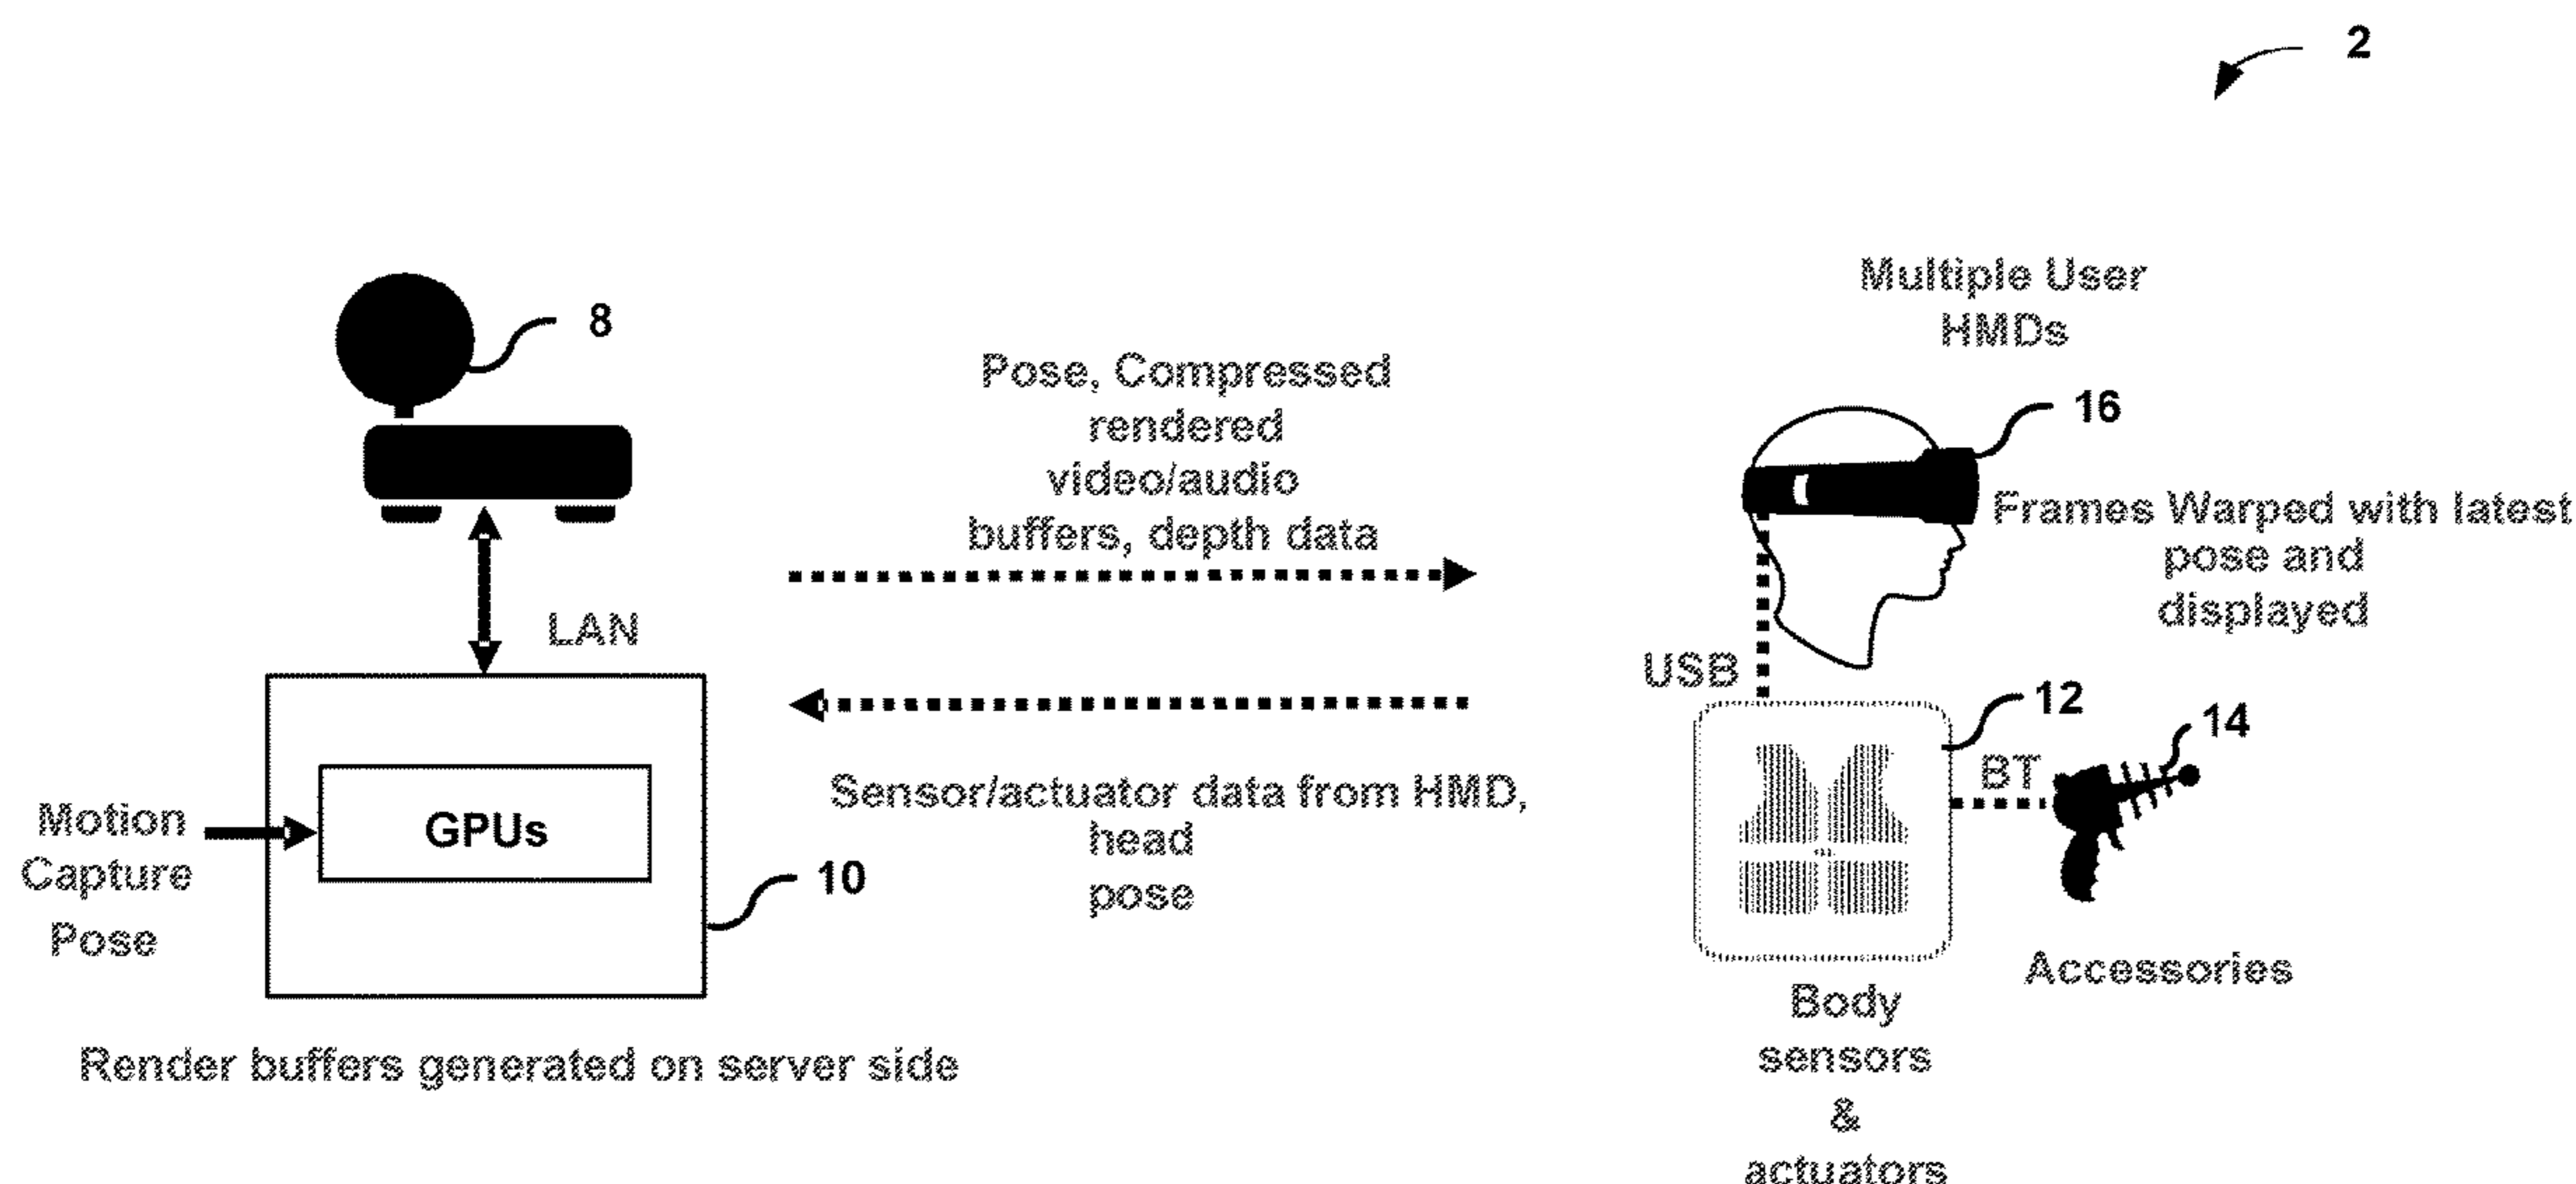 2
8
LAN
Motion
Capture
Pose
GPUs
10
Render buffers generated on server side
Pose, Compressed
rendered
video/audio
buffers, depth data
Sensor/actuator data from HMD,
head
pose
Multiple User
HMDs
16
Frames Warped with latest
pose and
displayed
USB
12
BT
14
Accessories
Body
sensors
&
actuators